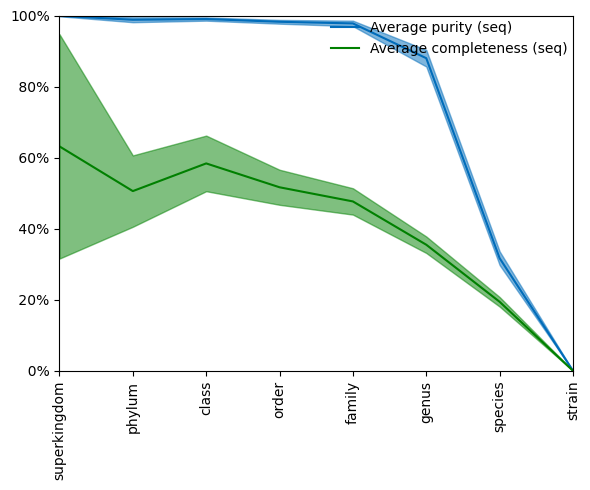 100%
80%
60%
40%
20%
0%
Average purity (seq)
Average completeness (seq)
superkingdom
phylum
class
order
family
genus
species
strain